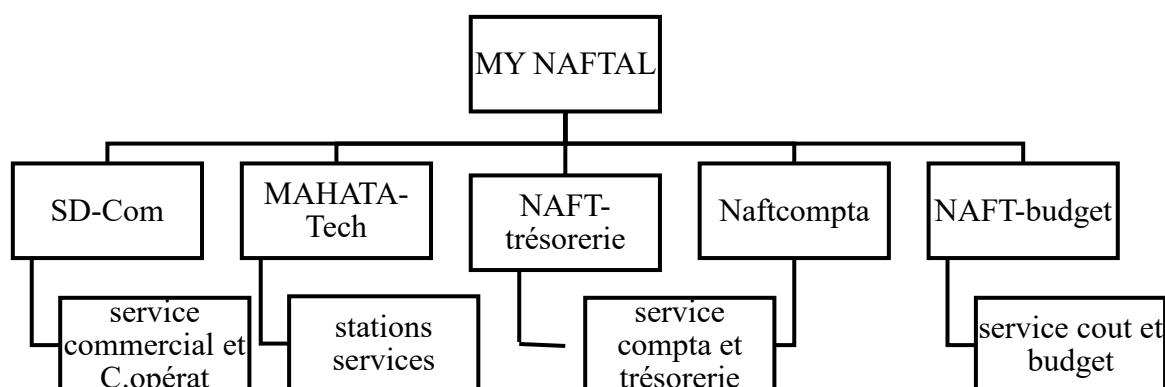 MY NAFTAL
SD-Com
MAHATA-
Tech
NAFT-
trésorerie
Naftcompta
NAFT-budget
service
commercial et
C.opérat
stations
services
service
compta et
trésorerie
service cout et
budget